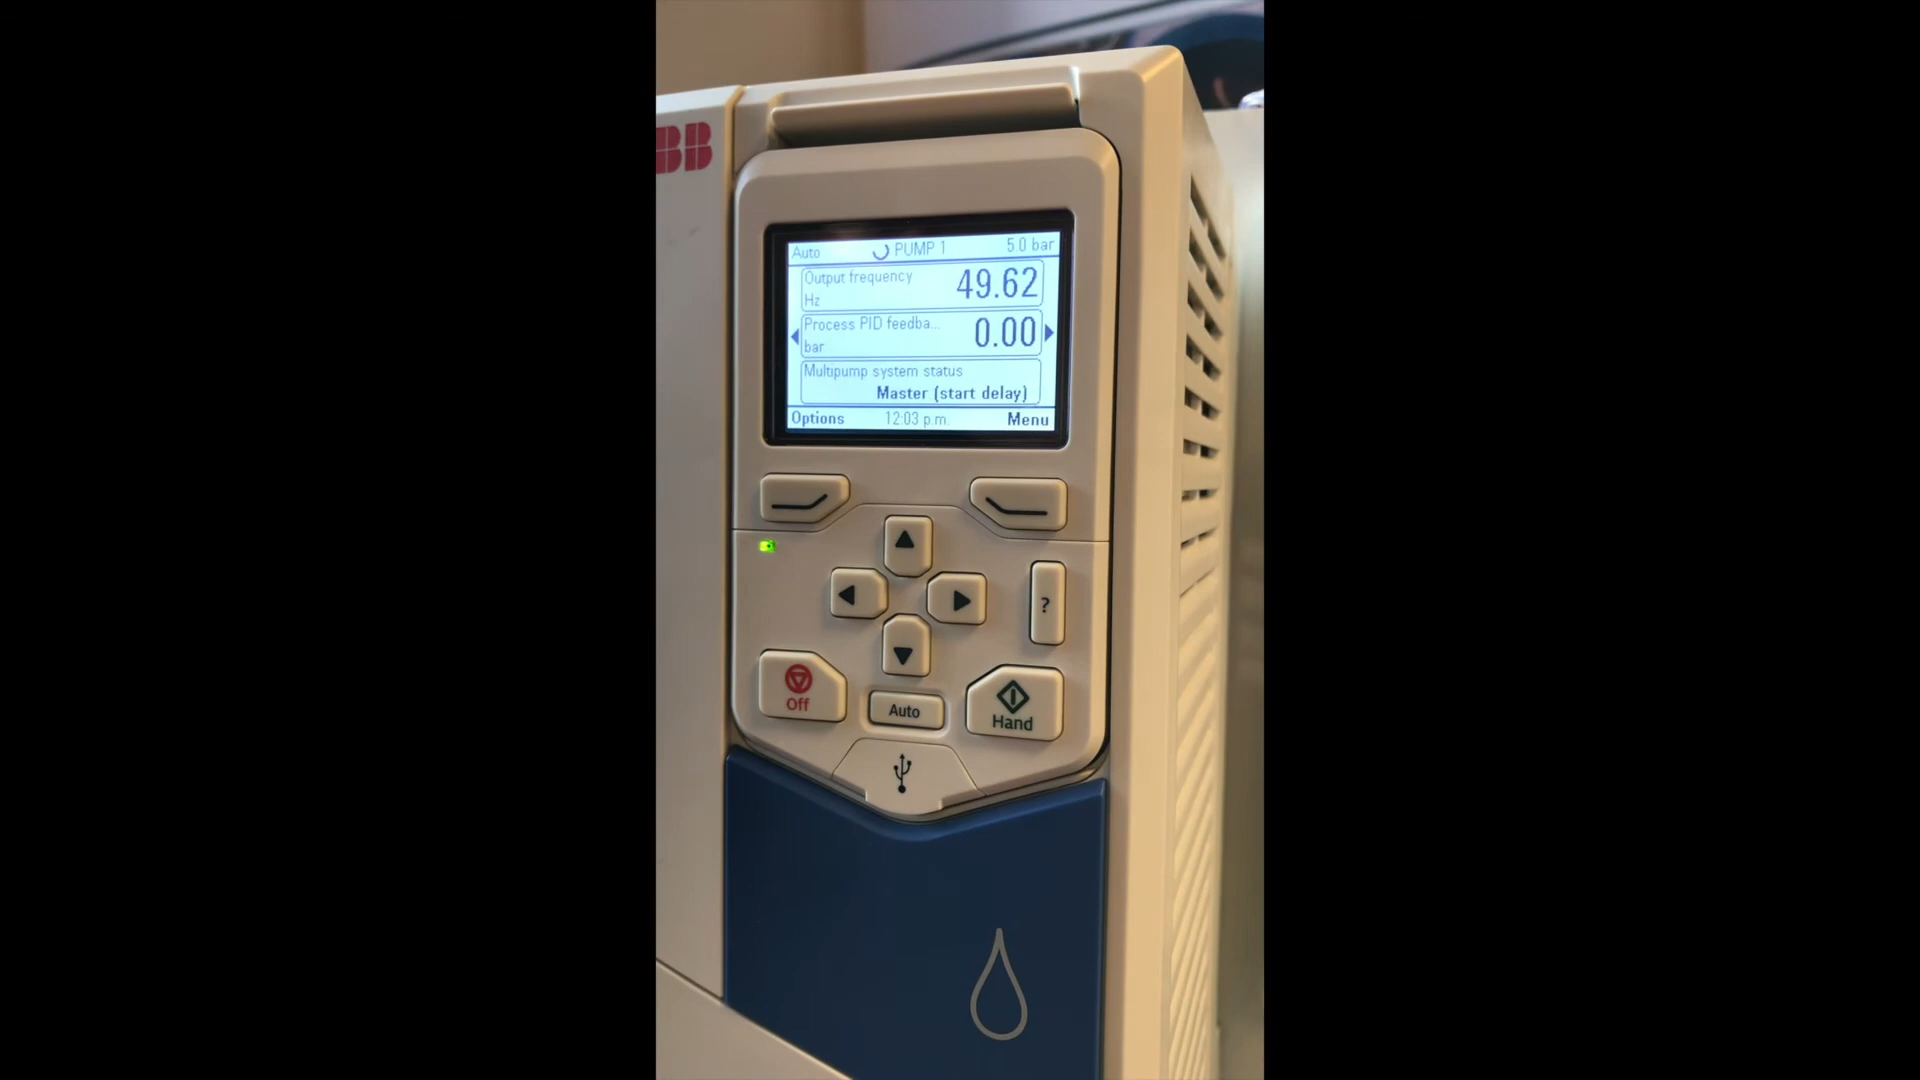 BB
Auto PUMP 1 5.0 bar
Output frequency
Hz
49.62
Process PID feedba...
bar
0.00
Multipump system status
Master (start delay)
Options 12:03 p.m. Menu
?
Off
Auto
Hand